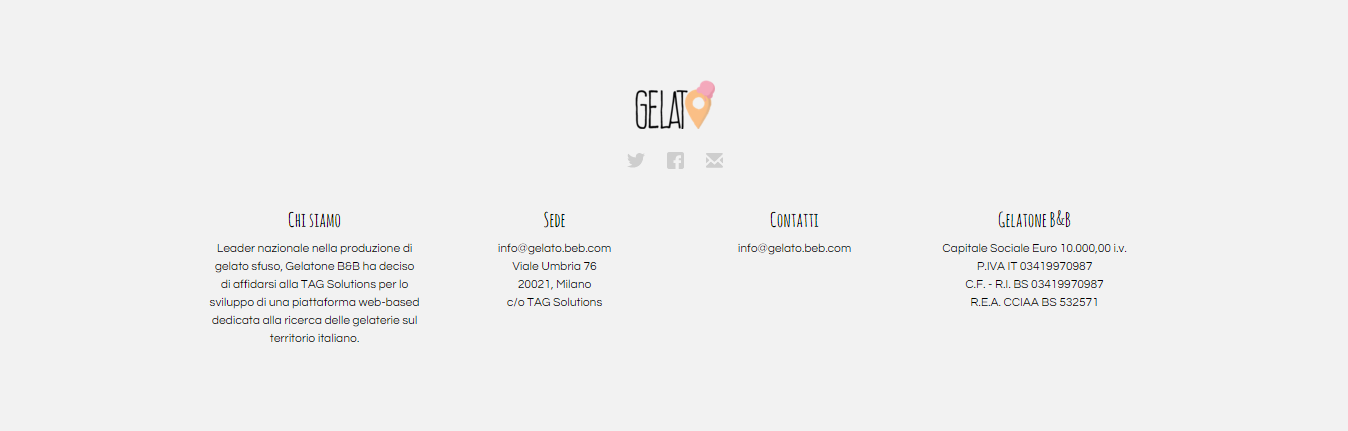 GELATO
Chi siamo
Leader nazionale nella produzione di
gelato sfuso, Gelatone B&B ha deciso
di affidarsi alla TAG Solutions per lo
sviluppo di una piattaforma web-based
dedicata alla ricerca delle gelaterie sul
territorio italiano.
Sede
info@gelato.beb.com
Viale Umbria 76
20021, Milano
c/o TAG Solutions
Contatti
info@gelato.beb.com
Gelatone B&B
Capitale Sociale Euro 10.000,00 i.v.
P.IVA IT 03419970987
C.F. - R.I. BS 03419970987
R.E.A. CCIAA BS 532571